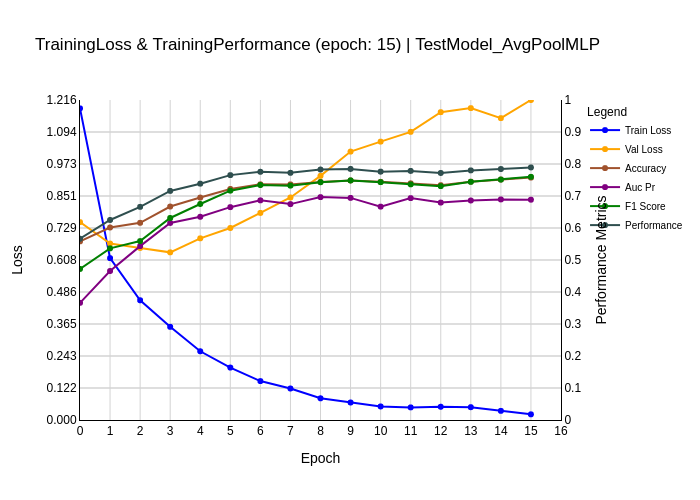 TrainingLoss & TrainingPerformance (epoch: 15) | TestModel_AvgPoolMLP
1.216
1.094
0.973
0.851
0.729
0.608
0.486
0.365
0.243
0.122
0.000
Loss
0 1 2 3 4 5 6 7 8 9 10 11 12 13 14 15 16
Epoch
1
0.9
0.8
0.7
0.6
0.5
0.4
0.3
0.2
0.1
0
Performance Metrics
Legend
Train Loss
Val Loss
Accuracy
Auc Pr
F1 Score
Performance